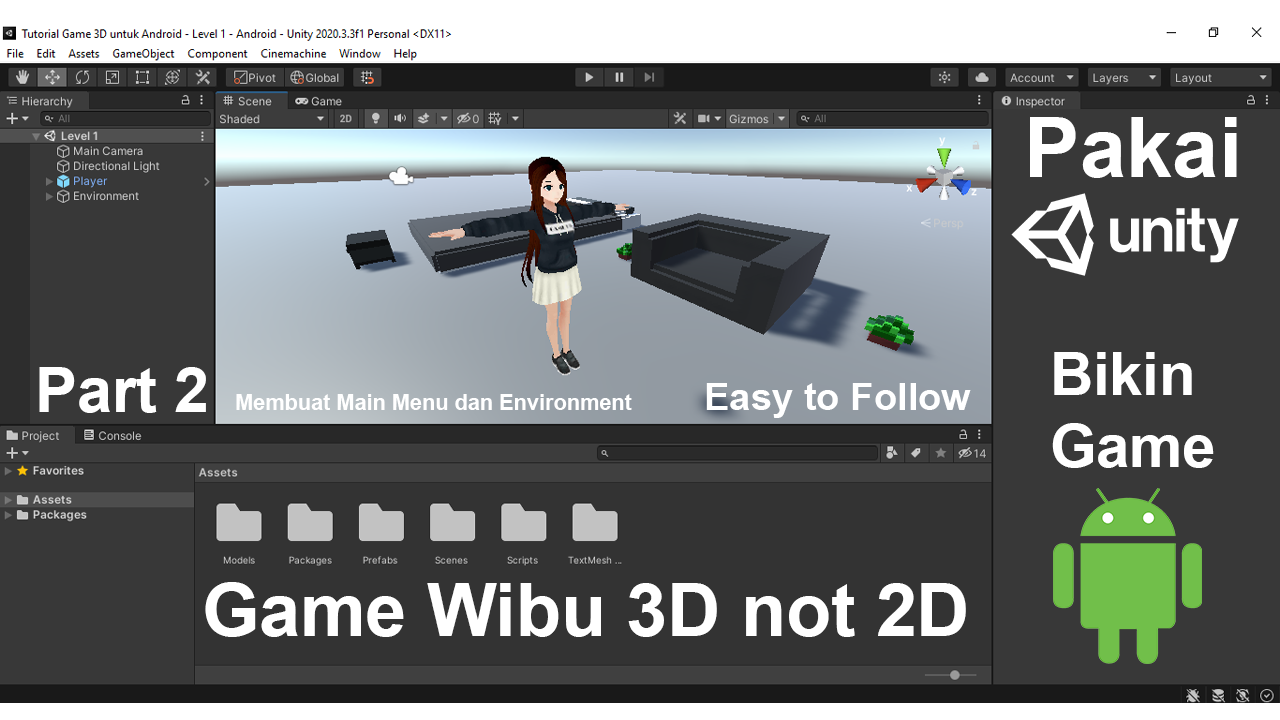 Tutorial Game 3D untuk Android - Level 1 - Android - Unity 2020.3.3f1 Personal <DX11>
File Edit Assets GameObject Component Cinemachine Window Help
Pivot Global Account Layers Layout
Hierarchy
All
Level 1
Main Camera
Directional Light
Player
Environment
Part 2
Scene Game
Shaded 2D 0 Gizmos All
y
x
z
Persp
Membuat Main Menu dan Environment
Easy to Follow
Inspector
Pakai
unity
Bikin
Game
Project Console
14
Favorites
Assets
Packages
Assets
Models Packages Prefabs Scenes Scripts TextMesh ...
Game Wibu 3D not 2D